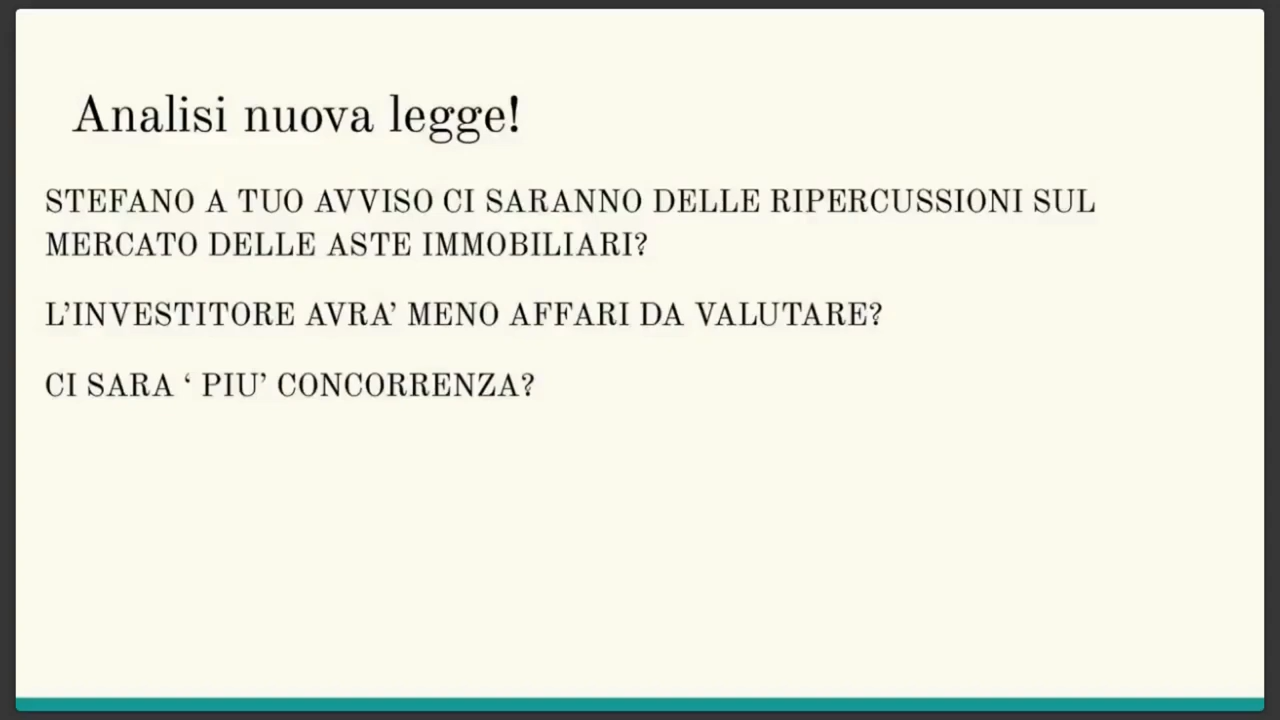 Analisi nuova legge!
STEFANO A TUO AVVISO CI SARANNO DELLE RIPERCUSSIONI SUL
MERCATO DELLE ASTE IMMOBILIARI?
L’INVESTITORE AVRA’ MENO AFFARI DA VALUTARE?
CI SARA ‘ PIU’ CONCORRENZA?